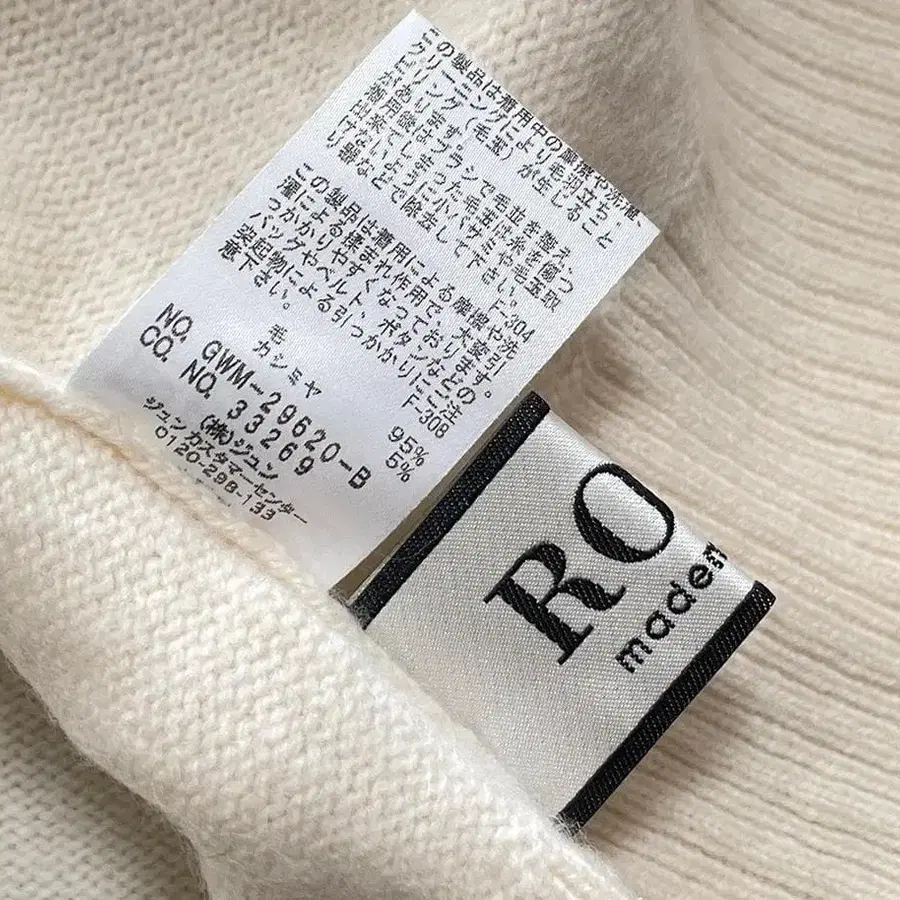 この製品は着用中の摩擦や洗濯、
クリーニングにより毛羽立ち、
ピリング(毛玉)が生じること
があります。
着用後はブラシで毛並を整え、
出来てしまった毛玉は糸を傷つ
けないように小バサミや毛玉取
り器などで除去して下さい。
F-304
この製品は着用による摩擦や洗
濯による揉まれ作用で、大変引
っかかりやすくなっております。
バッグやベルト、ボタンなどの
突起物による引っかかりにご注
意下さい。
F-308
毛 95%
カシミヤ 5%
NO. GWM-29620-B
CO. NO. 33269
(株)ジュン
ジュンカスタマーセンター
0120-298-133
RO
made